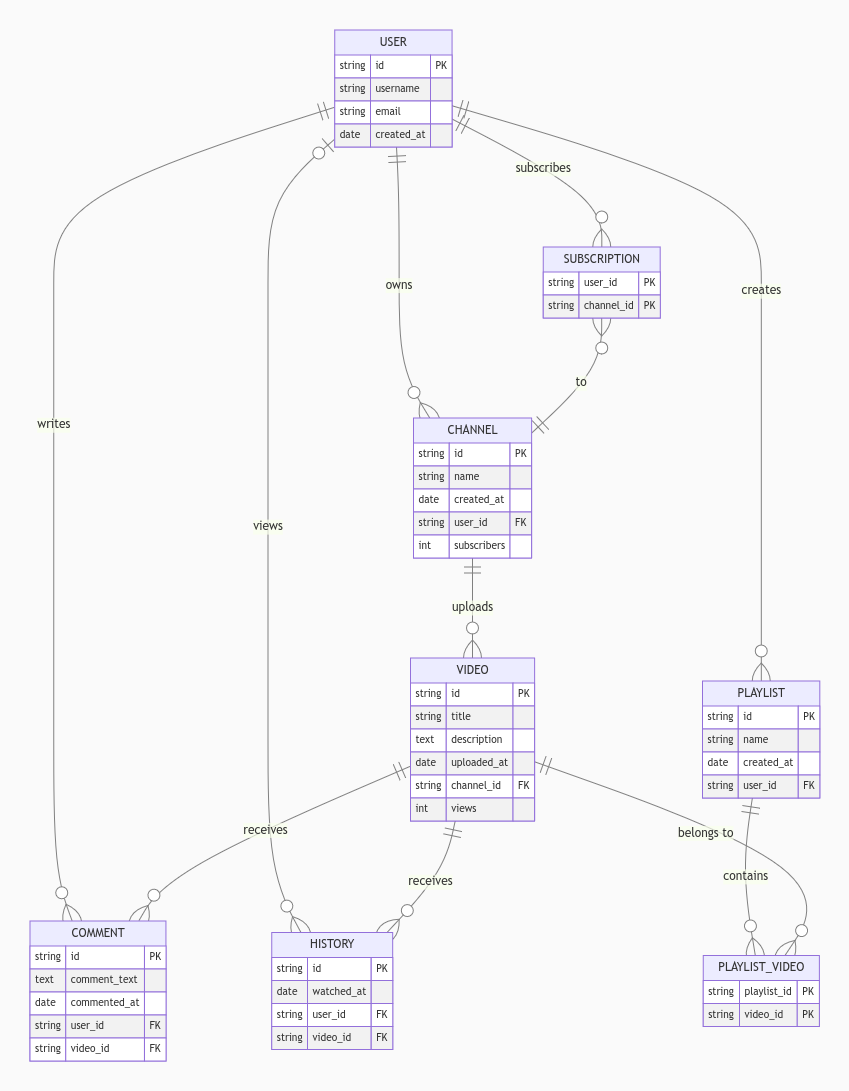 USER
string id PK
string username
string email
date created_at
subscribes
SUBSCRIPTION
string user_id PK
string channel_id PK
owns
creates
to
writes
CHANNEL
string id PK
string name
date created_at
string user_id FK
int subscribers
views
uploads
VIDEO
string id PK
string title
text description
date uploaded_at
string channel_id FK
int views
PLAYLIST
string id PK
string name
date created_at
string user_id FK
receives
belongs to
receives
contains
COMMENT
string id PK
text comment_text
date commented_at
string user_id FK
string video_id FK
HISTORY
string id PK
date watched_at
string user_id FK
string video_id FK
PLAYLIST_VIDEO
string playlist_id PK
string video_id PK